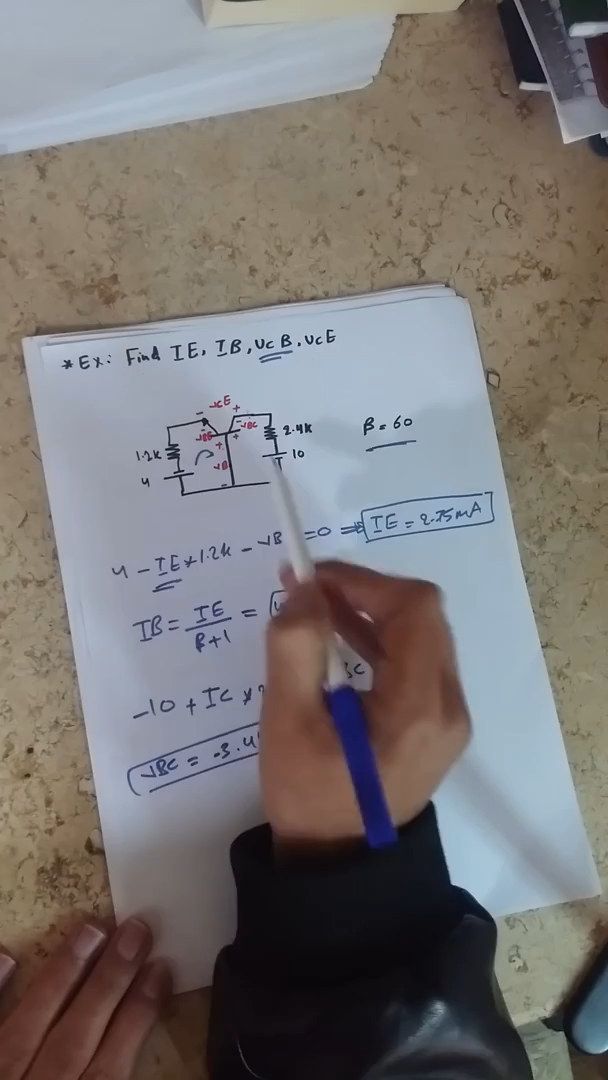 *Ex: Find IE, IB, VCB, VCE
VCE
VBE
VBC
2.4K
β = 60
1.2K
10
4
VB
4 - IE*1.2K - VB =0 ⇒ IE = 2.75mA
IB = IE/β+1 =
-10 + IC *
VBC = -3.4